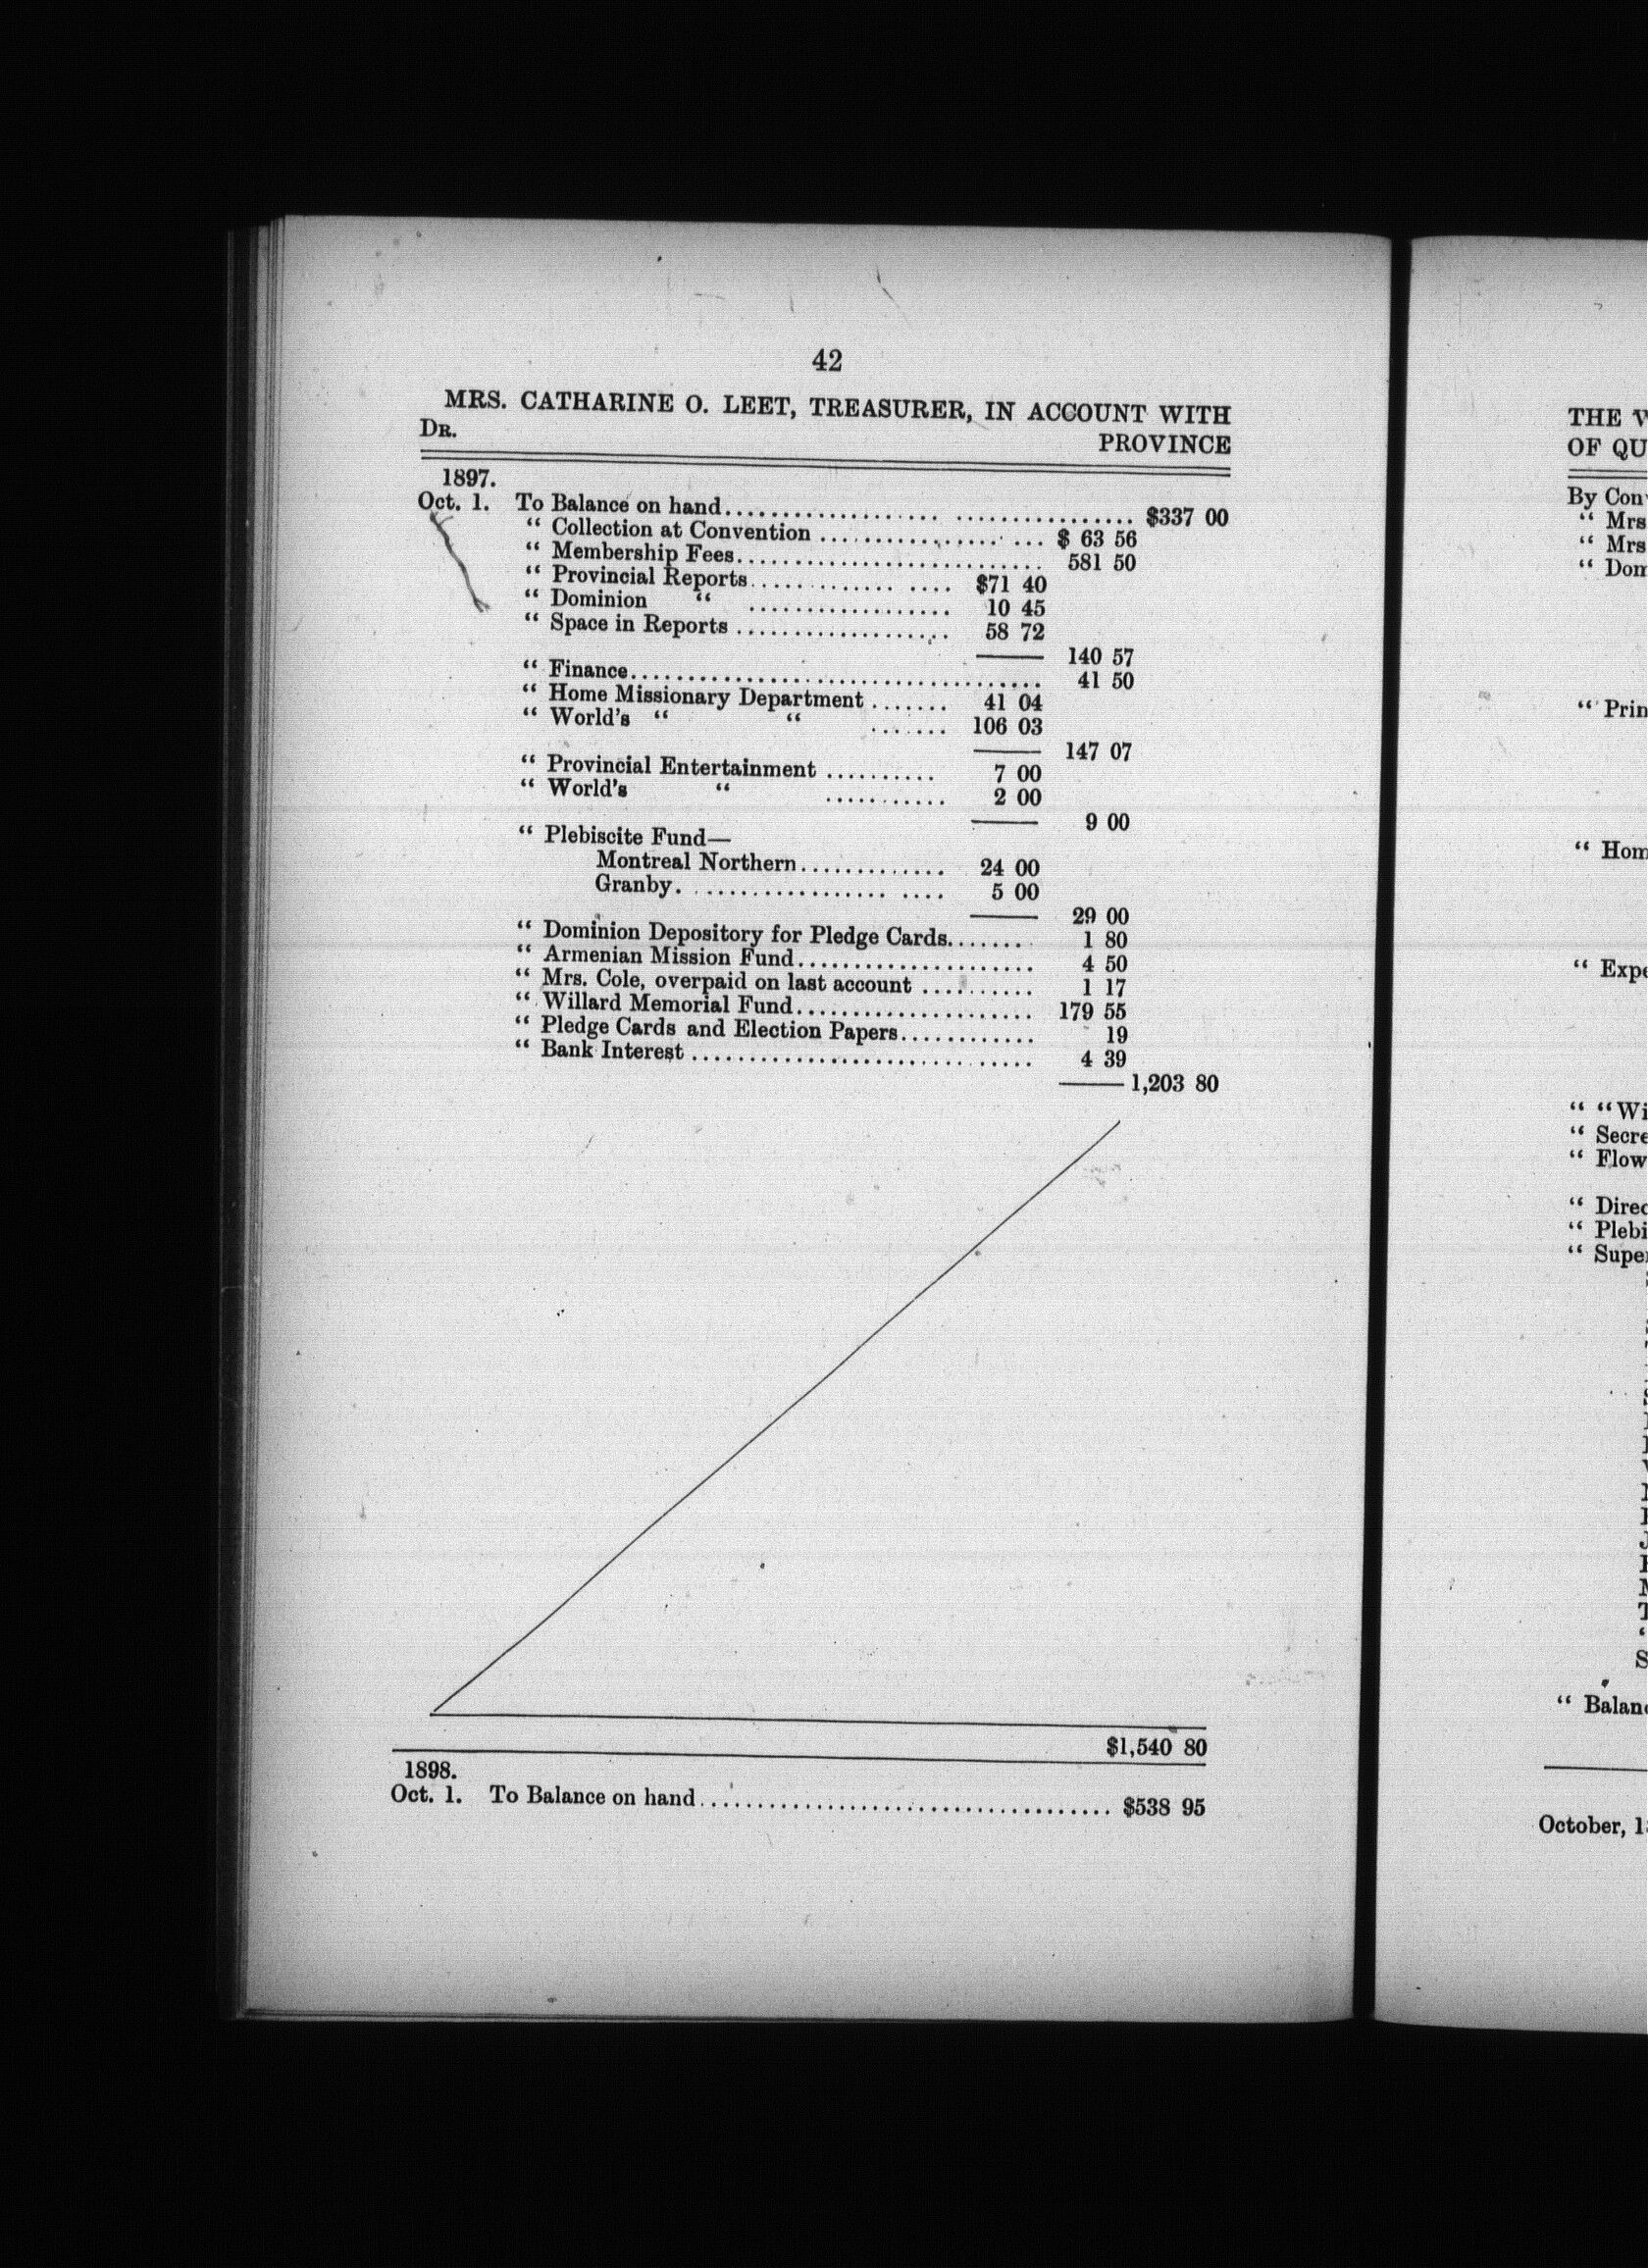 42
MRS. CATHARINE O. LEET, TREASURER, IN ACCOUNT WITH
DR.
PROVINCE
1897.
Oct. 1. To Balance on hand.................................. $337 00
“ Collection at Convention .................... $ 63 56
“ Membership Fees............................ 581 50
“ Provincial Reports.................. $71 40
“ Dominion “ .................. 10 45
“ Space in Reports ................... 58 72
140 57
“ Finance..................................... 41 50
“ Home Missionary Department ....... 41 04
“ World's “ “ ....... 106 03
147 07
“ Provincial Entertainment .......... 7 00
“ World's “ ........... 2 00
9 00
“ Plebiscite Fund—
Montreal Northern............. 24 00
Granby. ..................... 5 00
29 00
“ Dominion Depository for Pledge Cards....... 1 80
“ Armenian Mission Fund..................... 4 50
“ Mrs. Cole, overpaid on last account .......... 1 17
“ Willard Memorial Fund..................... 179 55
“ Pledge Cards and Election Papers............ 19
“ Bank Interest .............................. 4 39
1,203 80
$1,540 80
1898.
Oct. 1. To Balance on hand.................................... $538 95
THE
OF QU
By Con
“ Mrs
“ Mrs
“ Dom
“ Prin
“ Hom
“ Expe
“ “Wi
“ Secre
“ Flow
“ Direc
“ Plebi
“ Supe
“ Balanc
October, 1